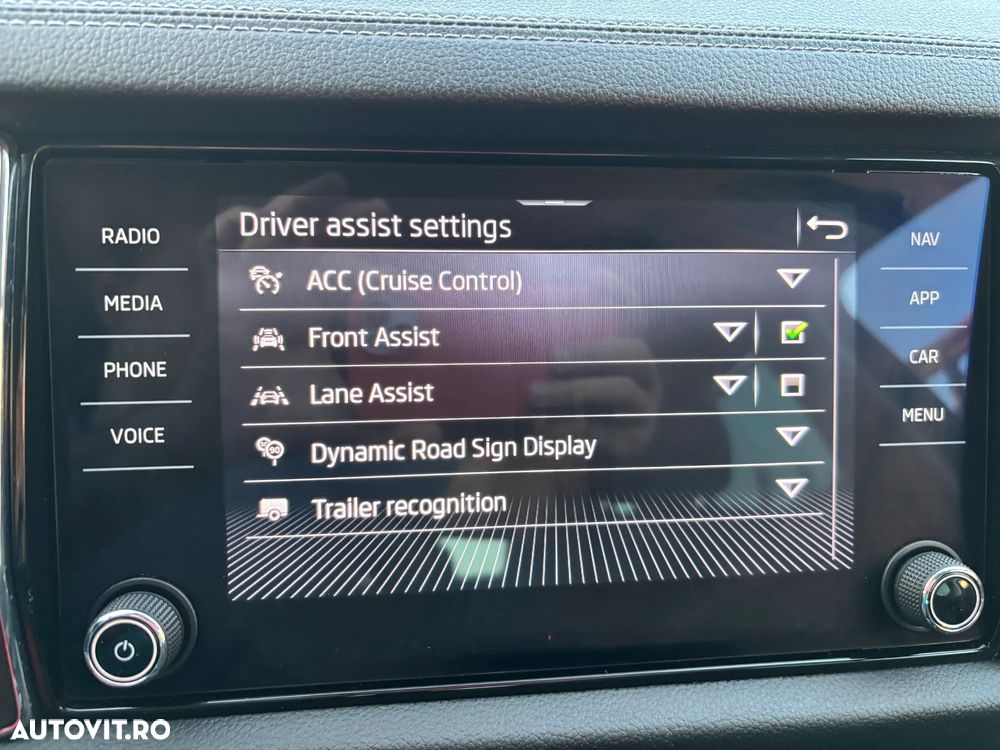 Driver assist settings
RADIO
MEDIA
PHONE
VOICE
ACC (Cruise Control)
Front Assist
Lane Assist
Dynamic Road Sign Display
90
Trailer recognition
NAV
APP
CAR
MENU
AUTOVIT.RO